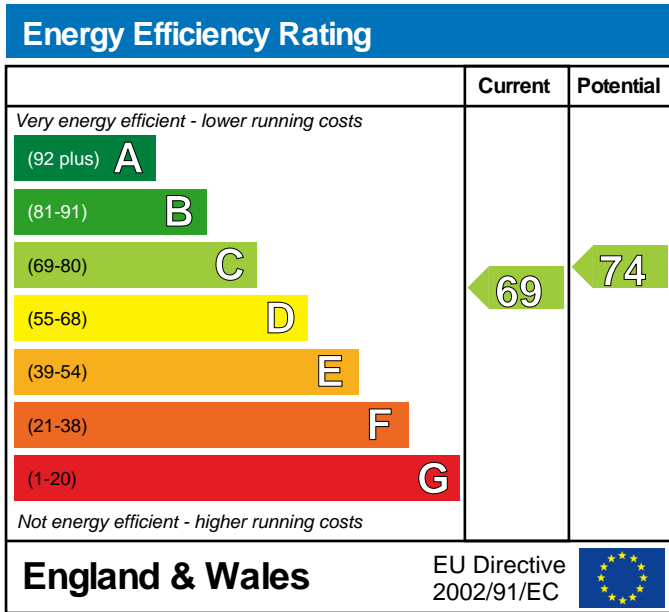 Energy Efficiency Rating
Current Potential
Very energy efficient - lower running costs
(92 plus) A
(81-91) B
(69-80) C
(55-68) D
(39-54) E
(21-38) F
(1-20) G
69
74
Not energy efficient - higher running costs
England & Wales
EU Directive
2002/91/EC